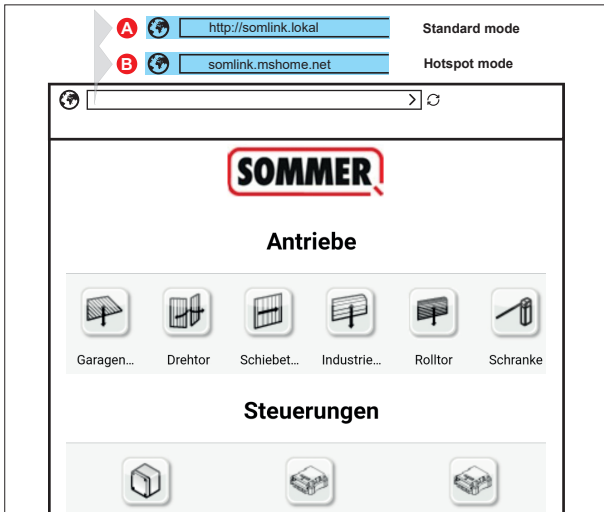 A http://somlink.lokal Standard mode
B somlink.mshome.net Hotspot mode
SOMMER
Antriebe
Garagen... Drehtor Schiebet... Industrie... Rolltor Schranke
Steuerungen